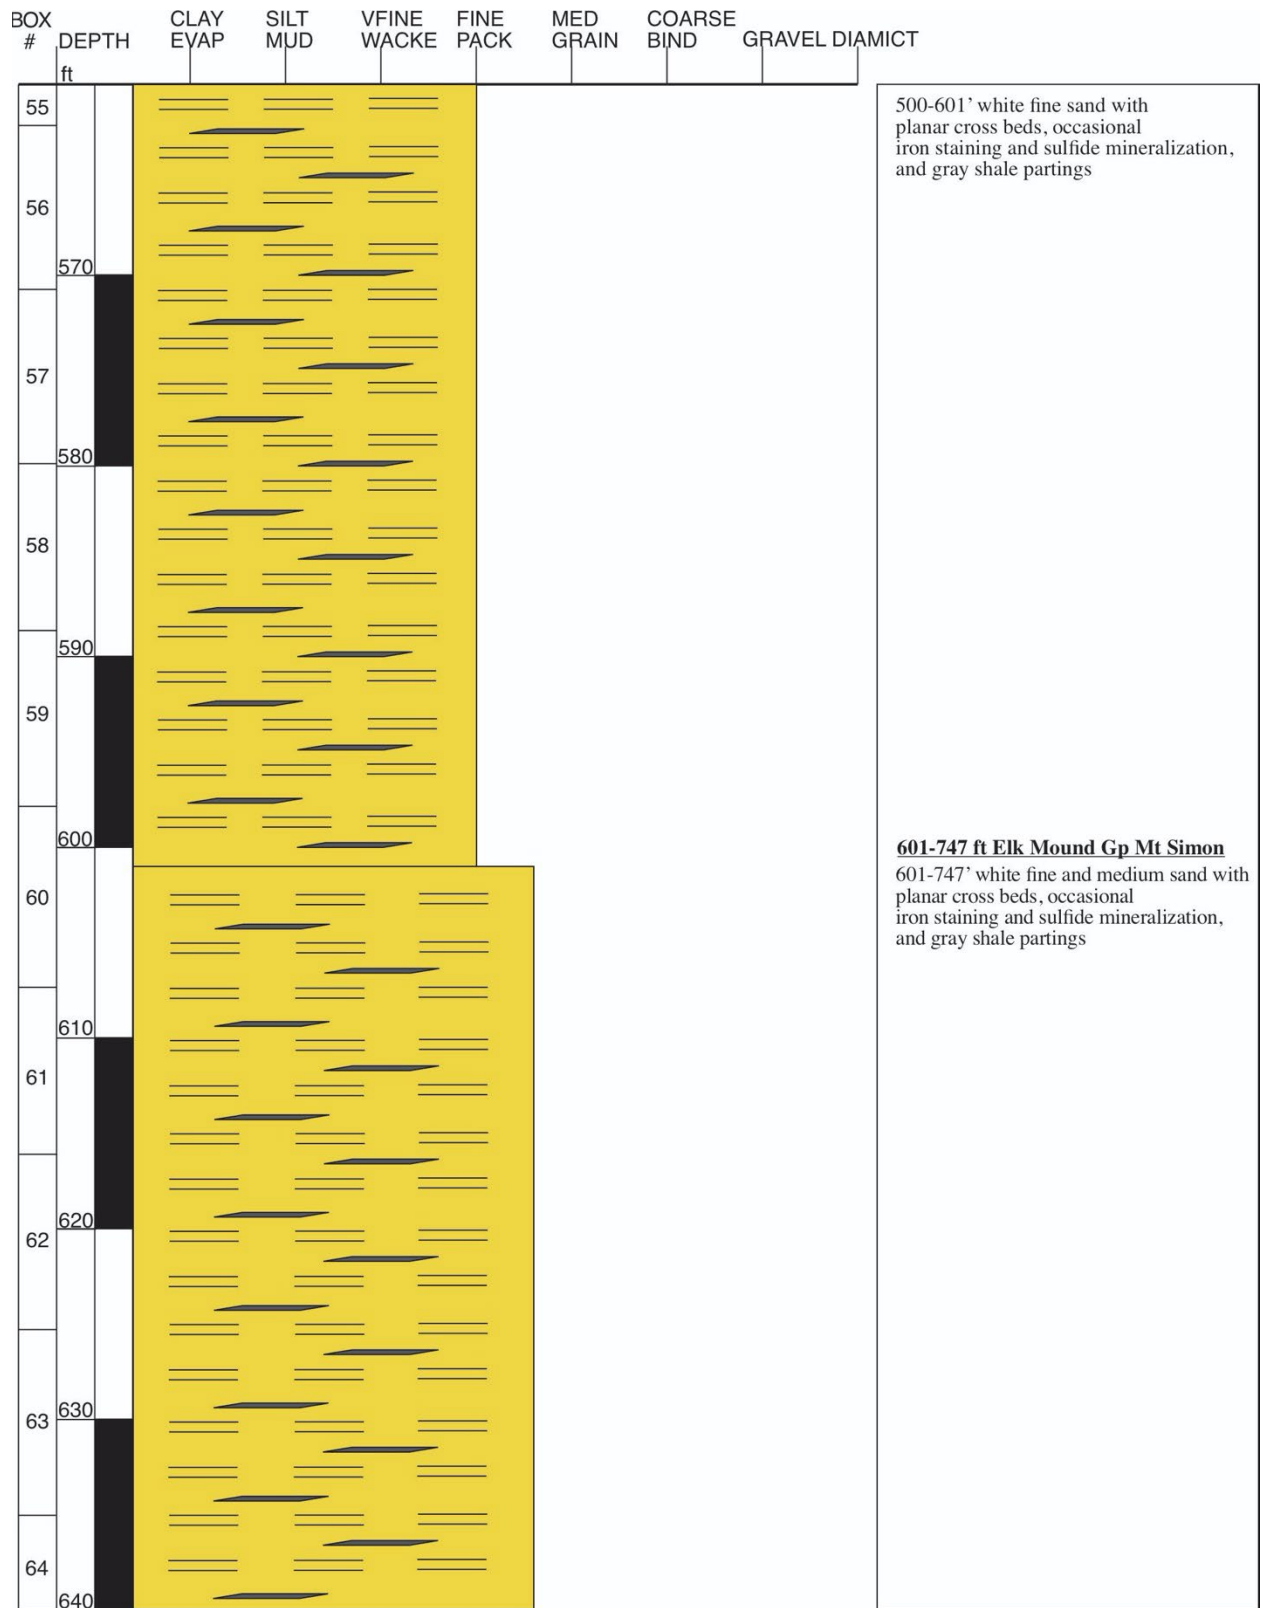 BOX #
DEPTH
CLAY EVAP
SILT MUD
VFINE WACKE
FINE PACK
MED GRAIN
COARSE BIND
GRAVEL
DIAMICT
ft
55
500-601’ white fine sand with
planar cross beds, occasional
iron staining and sulfide mineralization,
and gray shale partings
56
570
57
580
58
590
59
600
601-747 ft Elk Mound Gp Mt Simon
601-747’ white fine and medium sand with
planar cross beds, occasional
iron staining and sulfide mineralization,
and gray shale partings
60
610
61
620
62
630
63
64
640